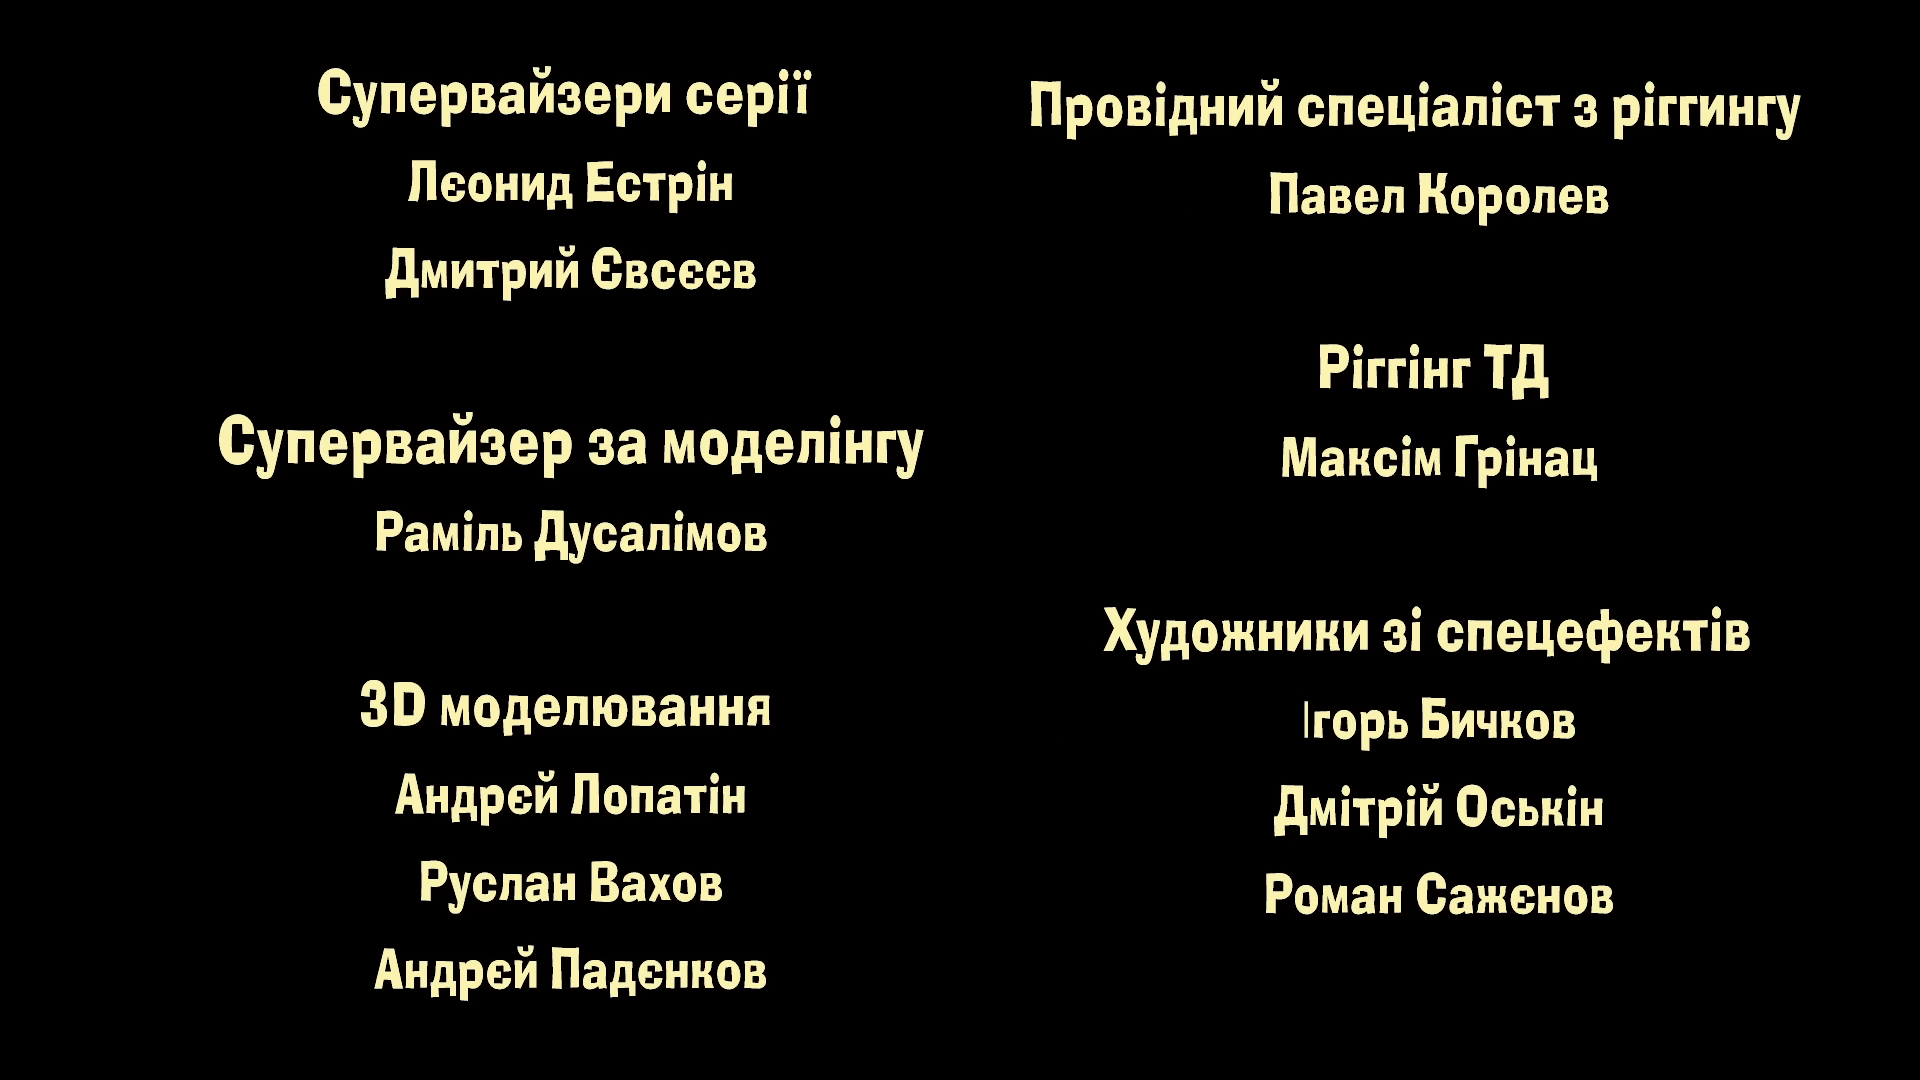 Супервайзери серії
Лєонид Естрін
Дмитрий Євсєєв
Супервайзер за моделінгу
Раміль Дусалімов
3D моделювання
Андрєй Лопатін
Руслан Вахов
Андрєй Падєнков
Провідний спеціаліст з ріггингу
Павел Королев
Ріггінг ТД
Максім Грінац
Художники зі спецефектів
Ігорь Бичков
Дмітрій Оськін
Роман Сажєнов